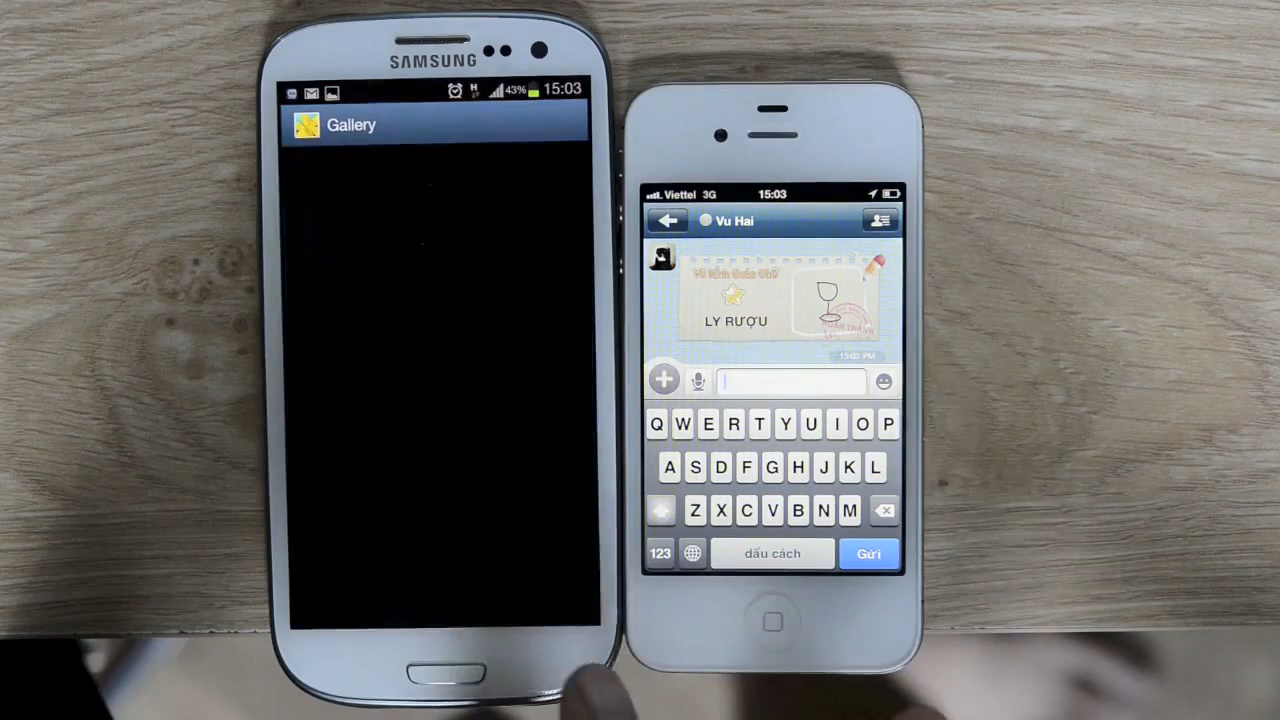 SAMSUNG
H 43% 15:03
Gallery
Viettel 3G 15:03
Vu Hai
LY RƯỢU
15:02 PM
Q W E R T Y U I O P
A S D F G H J K L
Z X C V B N M
123 dấu cách Gửi